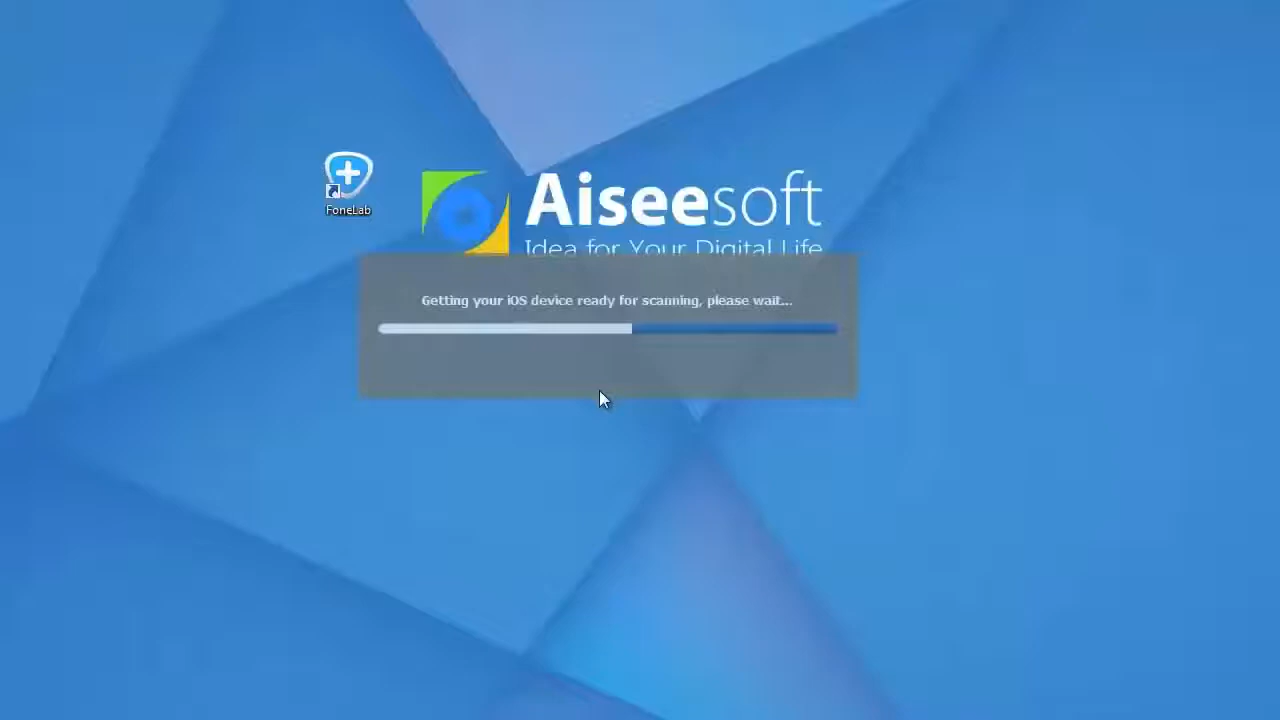 Aiseesoft
Idea for Your Digital Life
FoneLab
Getting your iOS device ready for scanning, please wait...